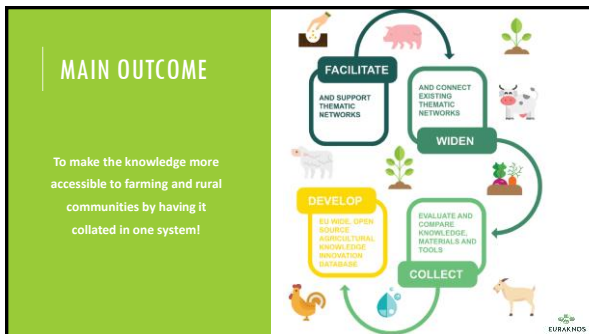 MAIN OUTCOME
To make the knowledge more
accessible to farming and rural
communities by having it
collated in one system!
FACILITATE
AND SUPPORT
THEMATIC
NETWORKS
AND CONNECT
EXISTING
THEMATIC
NETWORKS
WIDEN
EVALUATE AND
COMPARE
KNOWLEDGE,
MATERIALS AND
TOOLS
COLLECT
DEVELOP
EU WIDE, OPEN
SOURCE
AGRICULTURAL
KNOWLEDGE
INNOVATION
DATABASE
EURAKNOS